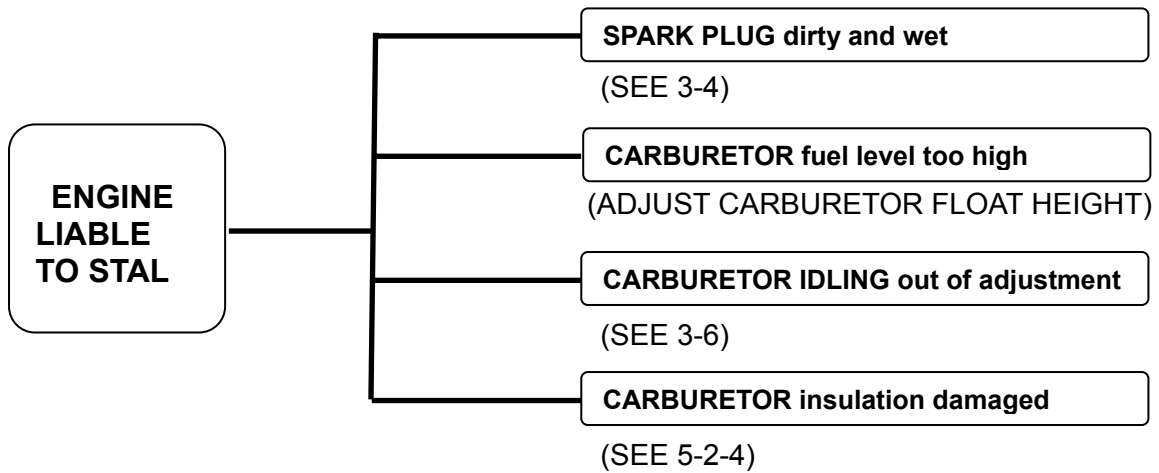 SPARK PLUG dirty and wet
(SEE 3-4)
CARBURETOR fuel level too high
(ADJUST CARBURETOR FLOAT HEIGHT)
ENGINE
LIABLE
TO STAL
CARBURETOR IDLING out of adjustment
(SEE 3-6)
CARBURETOR insulation damaged
(SEE 5-2-4)